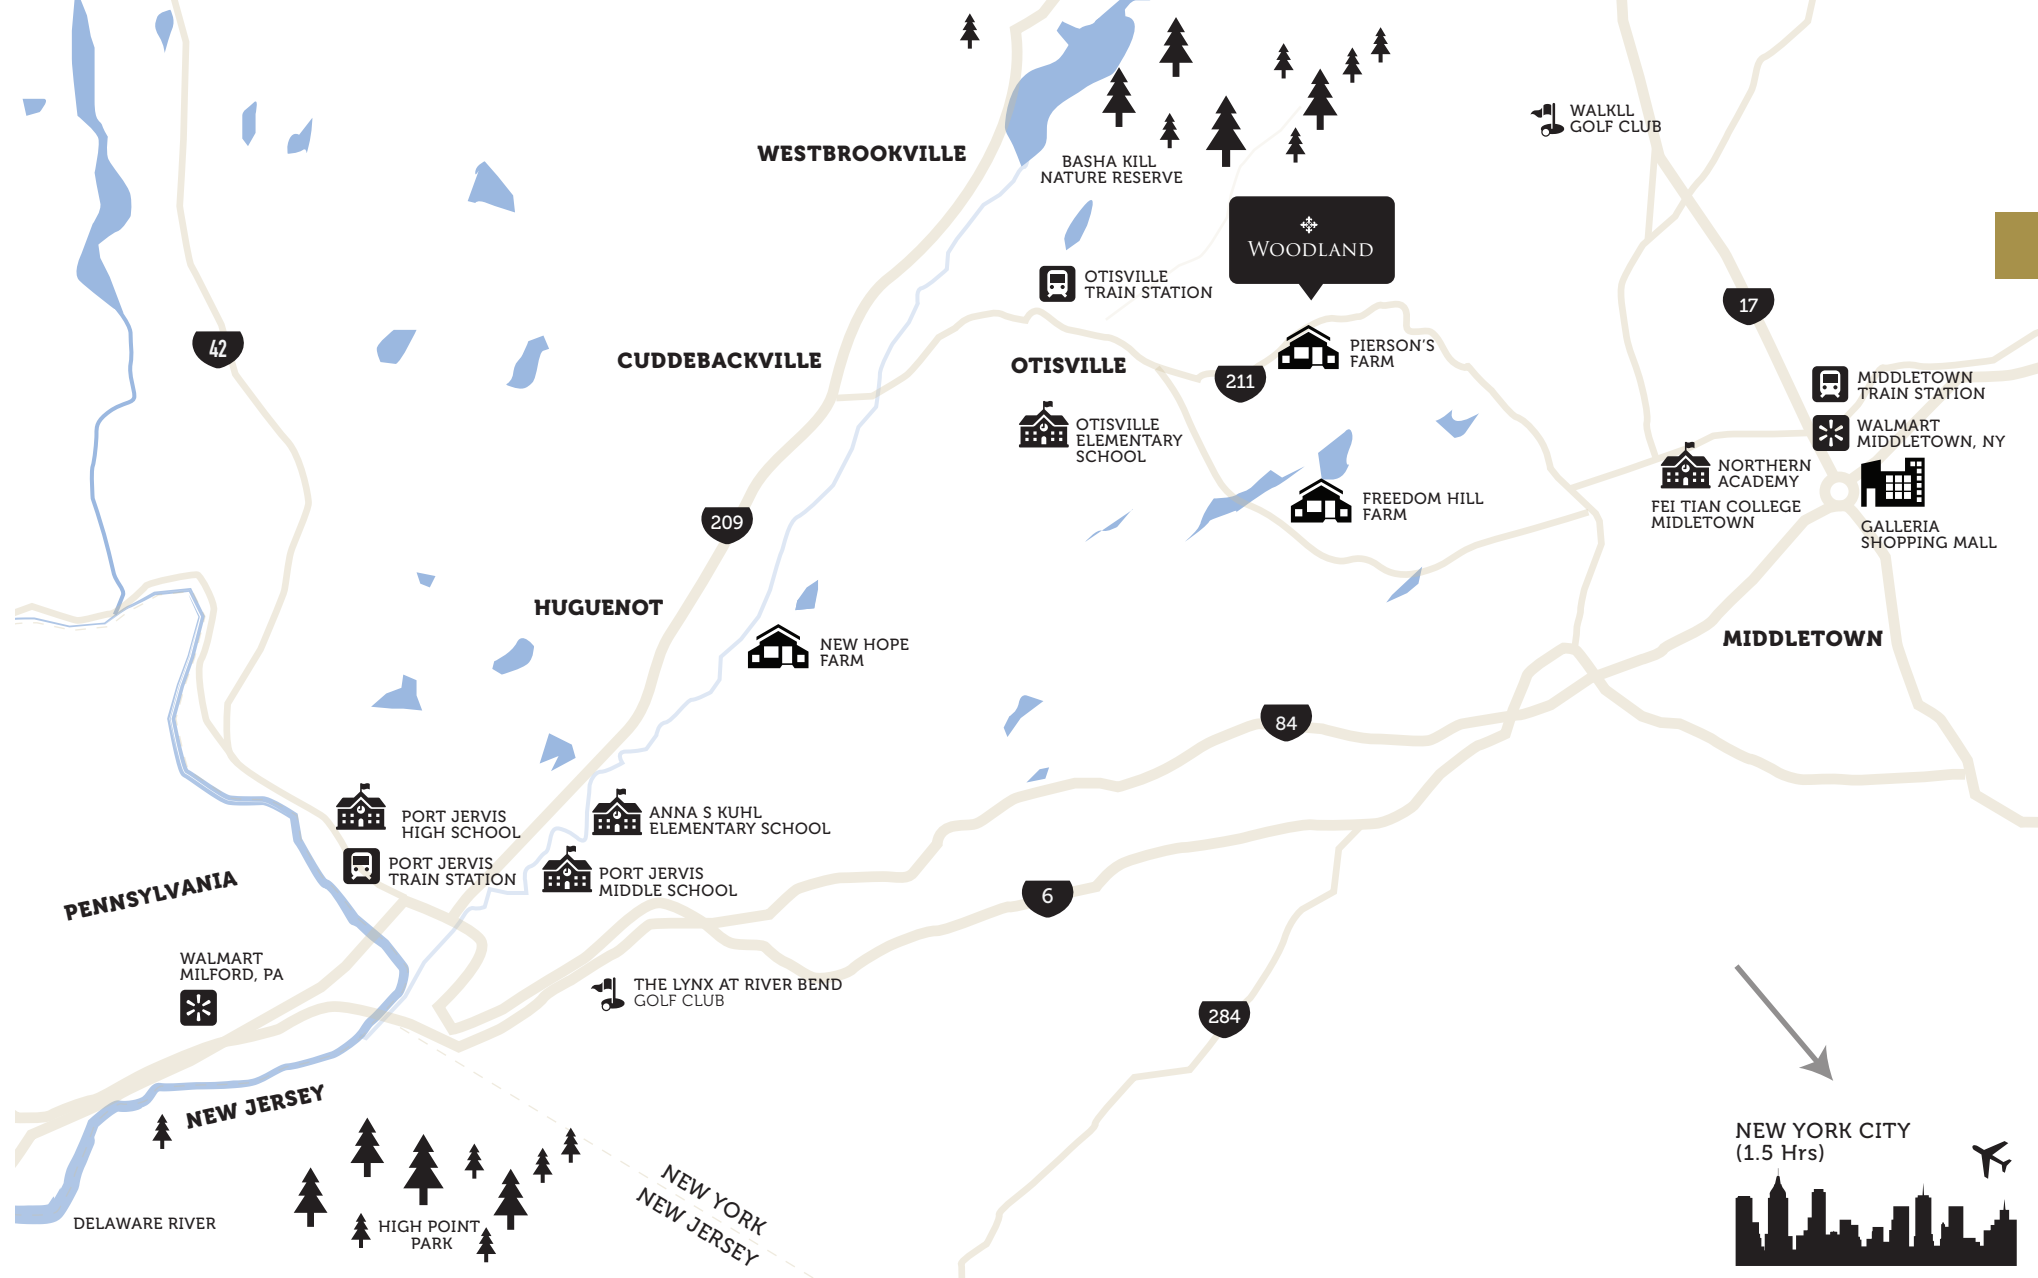 WESTBROOKVILLE
BASHA KILL
NATURE RESERVE
WALKLL
GOLF CLUB
WOODLAND
OTISVILLE
TRAIN STATION
17
42
CUDDEBACKVILLE
OTISVILLE
211
PIERSON'S
FARM
MIDDLETOWN
TRAIN STATION
WALMART
MIDDLETOWN, NY
OTISVILLE
ELEMENTARY
SCHOOL
NORTHERN
ACADEMY
FEI TIAN COLLEGE
MIDLETOWN
GALLERIA
SHOPPING MALL
FREEDOM HILL
FARM
209
HUGUENOT
NEW HOPE
FARM
MIDDLETOWN
84
PORT JERVIS
HIGH SCHOOL
ANNA S KUHL
ELEMENTARY SCHOOL
PORT JERVIS
TRAIN STATION
PORT JERVIS
MIDDLE SCHOOL
6
PENNSYLVANIA
WALMART
MILFORD, PA
THE LYNX AT RIVER BEND
GOLF CLUB
284
NEW JERSEY
NEW YORK CITY
(1.5 Hrs)
DELAWARE RIVER
HIGH POINT
PARK
NEW YORK
NEW JERSEY